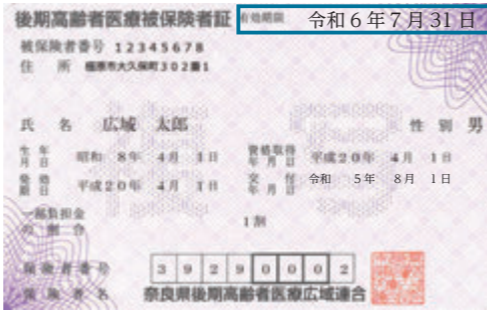 後期高齢者医療被保険者証 有効期限 令和6年7月31日
被保険者番号 12345678
住 所 橿原市大久保町302番1
氏 名 広域 太郎 性別 男
生年月日 昭和 8年 4月 1日 資格取得年月日 平成20年 4月 1日
発効期日 平成20年 4月 1日 交付年月日 令和 5年 8月 1日
一部負担金の割合 1割
保険者番号 39290002
保険者名 奈良県後期高齢者医療広域連合